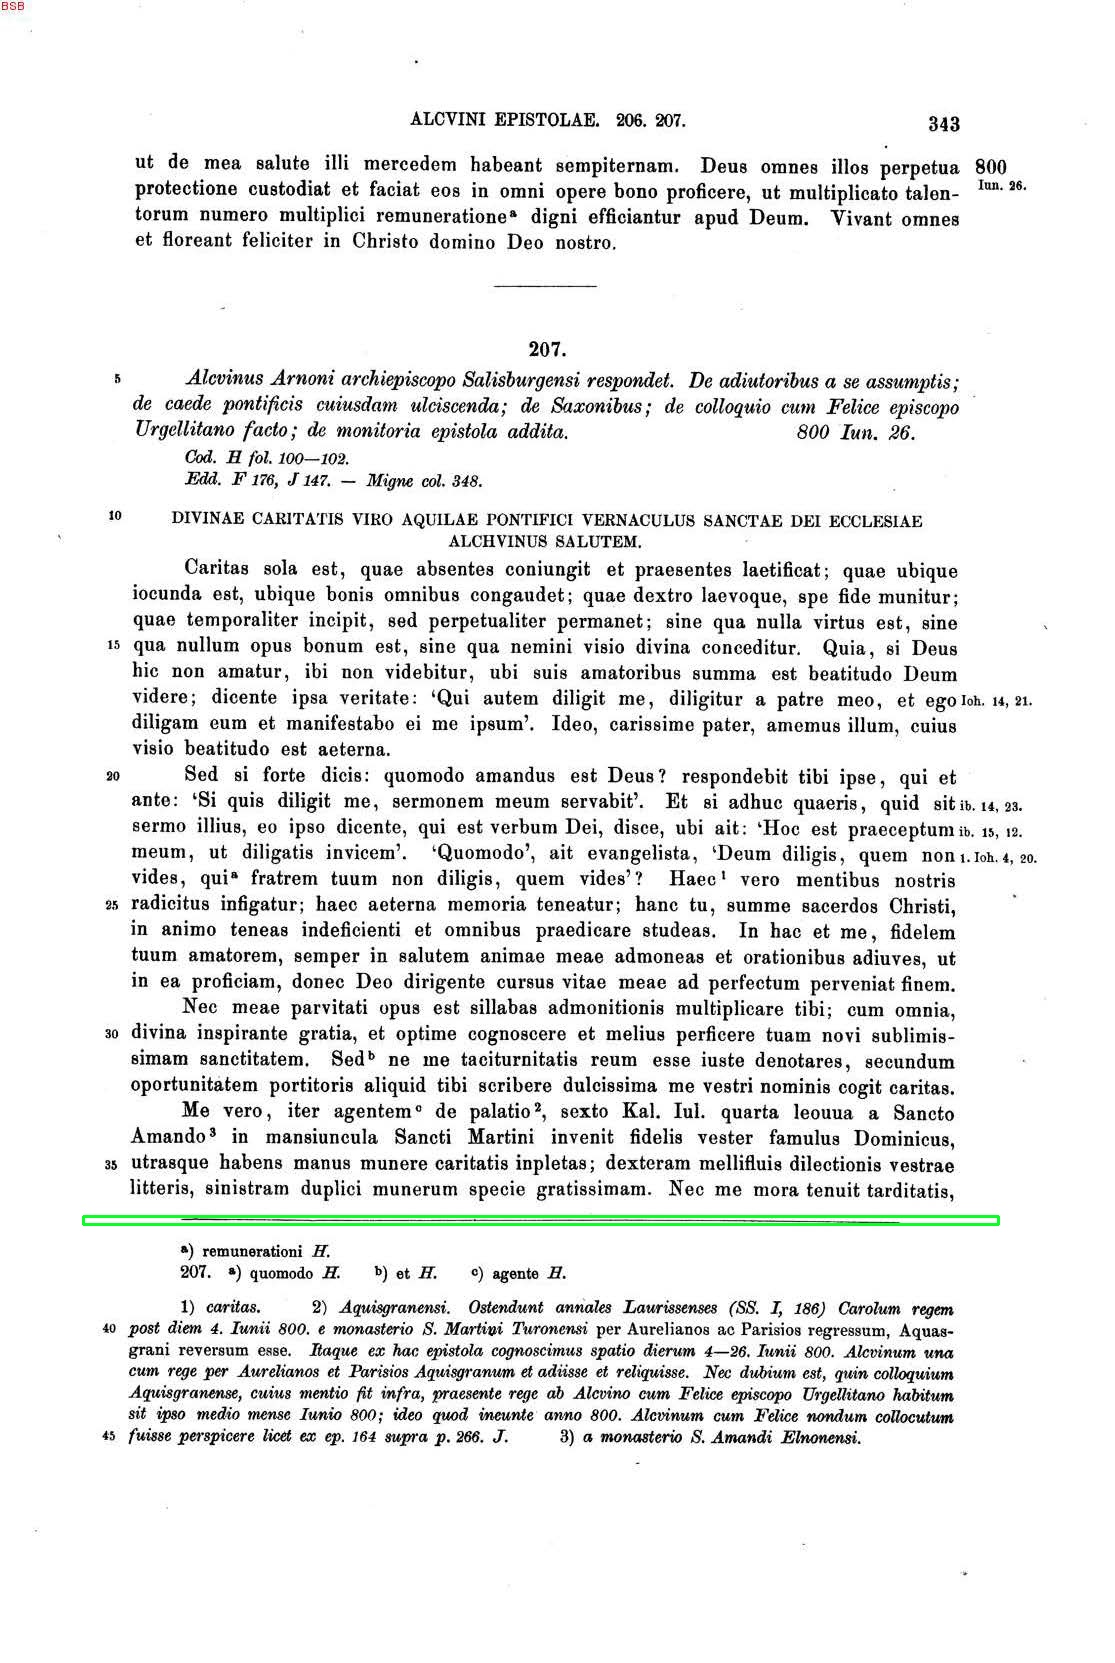 BSB
ALCVINI EPISTOLAE. 206. 207. 343
ut de mea salute illi mercedem habeant sempiternam. Deus omnes illos perpetua 800
protectione custodiat et faciat eos in omni opere bono proficere, ut multiplicato talen- Iun. 26.
torum numero multiplici remuneratione ᵃ digni efficiantur apud Deum. Vivant omnes
et floreant feliciter in Christo domino Deo nostro.
207.
5 Alcvinus Arnoni archiepiscopo Salisburgensi respondet. De adiutoribus a se assumptis;
de caede pontificis cuiusdam ulciscenda; de Saxonibus; de colloquio cum Felice episcopo
Urgellitano facto; de monitoria epistola addita. 800 Iun. 26.
Cod. H fol. 100—102.
Edd. F 176, J 147. — Migne col. 348.
10 DIVINAE CARITATIS VIRO AQUILAE PONTIFICI VERNACULUS SANCTAE DEI ECCLESIAE
ALCHVINUS SALUTEM.
Caritas sola est, quae absentes coniungit et praesentes laetificat; quae ubique
iocunda est, ubique bonis omnibus congaudet; quae dextro laevoque, spe fide munitur;
quae temporaliter incipit, sed perpetualiter permanet; sine qua nulla virtus est, sine
15 qua nullum opus bonum est, sine qua nemini visio divina conceditur. Quia, si Deus
hic non amatur, ibi non videbitur, ubi suis amatoribus summa est beatitudo Deum
videre; dicente ipsa veritate: ‘Qui autem diligit me, diligitur a patre meo, et ego Ioh. 14, 21.
diligam eum et manifestabo ei me ipsum’. Ideo, carissime pater, amemus illum, cuius
visio beatitudo est aeterna.
20 Sed si forte dicis: quomodo amandus est Deus? respondebit tibi ipse, qui et
ante: ‘Si quis diligit me, sermonem meum servabit’. Et si adhuc quaeris, quid sit ib. 14, 23.
sermo illius, eo ipso dicente, qui est verbum Dei, disce, ubi ait: ‘Hoc est praeceptum ib. 15, 12.
meum, ut diligatis invicem’. ‘Quomodo’, ait evangelista, ‘Deum diligis, quem non 1. Ioh. 4, 20.
vides, qui ᵃ fratrem tuum non diligis, quem vides’? Haec ¹ vero mentibus nostris
25 radicitus infigatur; haec aeterna memoria teneatur; hanc tu, summe sacerdos Christi,
in animo teneas indeficienti et omnibus praedicare studeas. In hac et me, fidelem
tuum amatorem, semper in salutem animae meae admoneas et orationibus adiuves, ut
in ea proficiam, donec Deo dirigente cursus vitae meae ad perfectum perveniat finem.
Nec meae parvitati opus est sillabas admonitionis multiplicare tibi; cum omnia,
30 divina inspirante gratia, et optime cognoscere et melius perficere tuam novi sublimis-
simam sanctitatem. Sed ᵇ ne me taciturnitatis reum esse iuste denotares, secundum
oportunitatem portitoris aliquid tibi scribere dulcissima me vestri nominis cogit caritas.
Me vero, iter agentem ᶜ de palatio ², sexto Kal. Iul. quarta leouua a Sancto
Amando ³ in mansiuncula Sancti Martini invenit fidelis vester famulus Dominicus,
35 utrasque habens manus munere caritatis inpletas; dexteram mellifluis dilectionis vestrae
litteris, sinistram duplici munerum specie gratissimam. Nec me mora tenuit tarditatis,
ᵃ) remunerationi H.
207. ᵃ) quomodo H. ᵇ) et H. ᶜ) agente H.
1) caritas. 2) Aquisgranensi. Ostendunt annales Laurissenses (SS. I, 186) Carolum regem
40 post diem 4. Iunii 800. e monasterio S. Martini Turonensi per Aurelianos ac Parisios regressum, Aquas-
grani reversum esse. Itaque ex hac epistola cognoscimus spatio dierum 4—26. Iunii 800. Alcvinum una
cum rege per Aurelianos et Parisios Aquisgranum et adiisse et reliquisse. Nec dubium est, quin colloquium
Aquisgranense, cuius mentio fit infra, praesente rege ab Alcvino cum Felice episcopo Urgellitano habitum
sit ipso medio mense Iunio 800; ideo quod ineunte anno 800. Alcvinum cum Felice nondum collocutum
45 fuisse perspicere licet ex ep. 164 supra p. 266. J. 3) a monasterio S. Amandi Elnonensi.